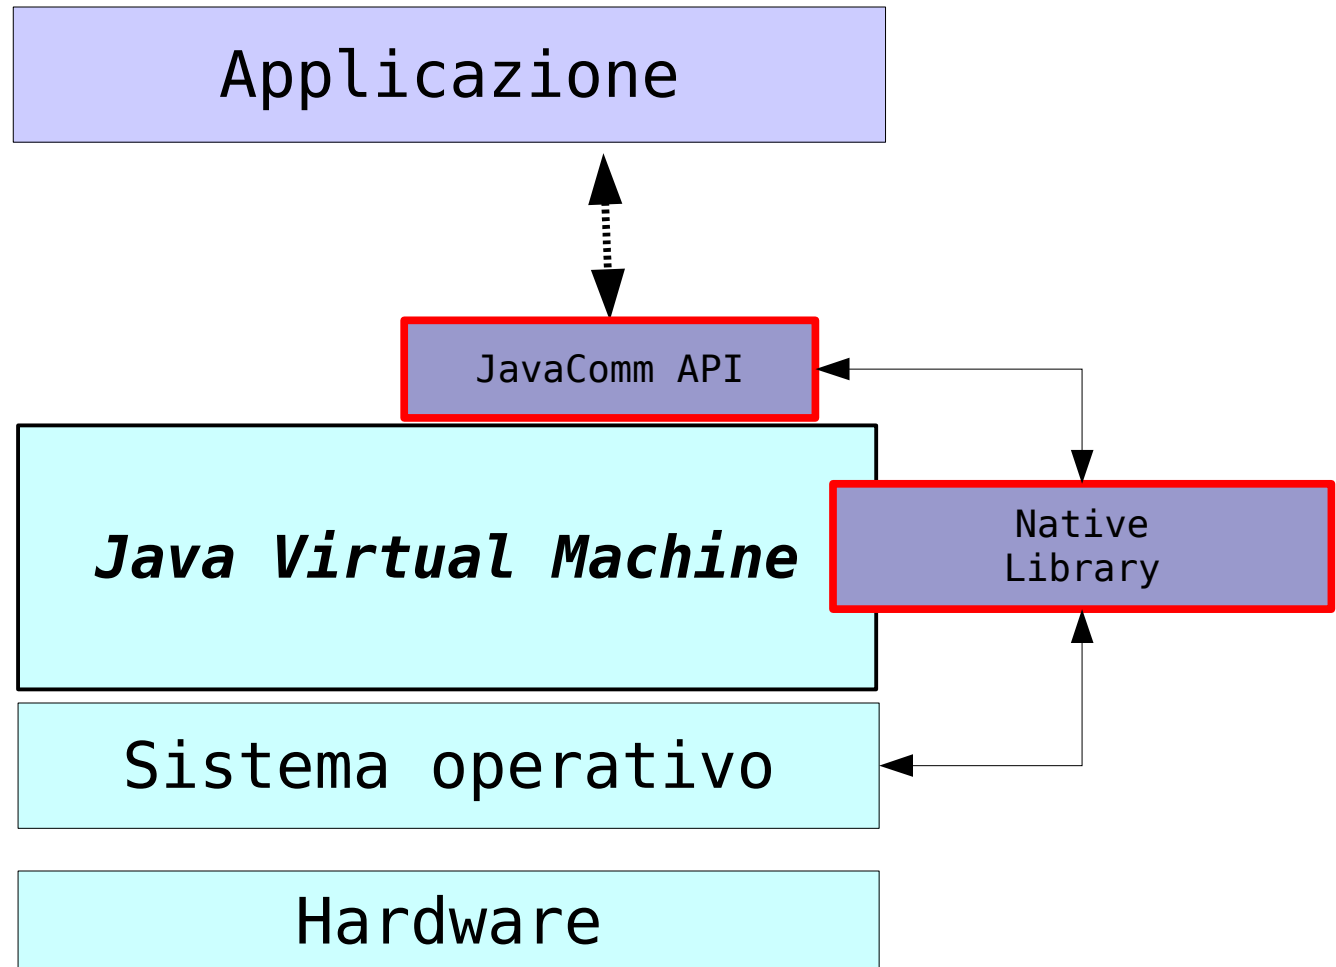 Applicazione
JavaComm API
Java Virtual Machine
Native
Library
Sistema operativo
Hardware